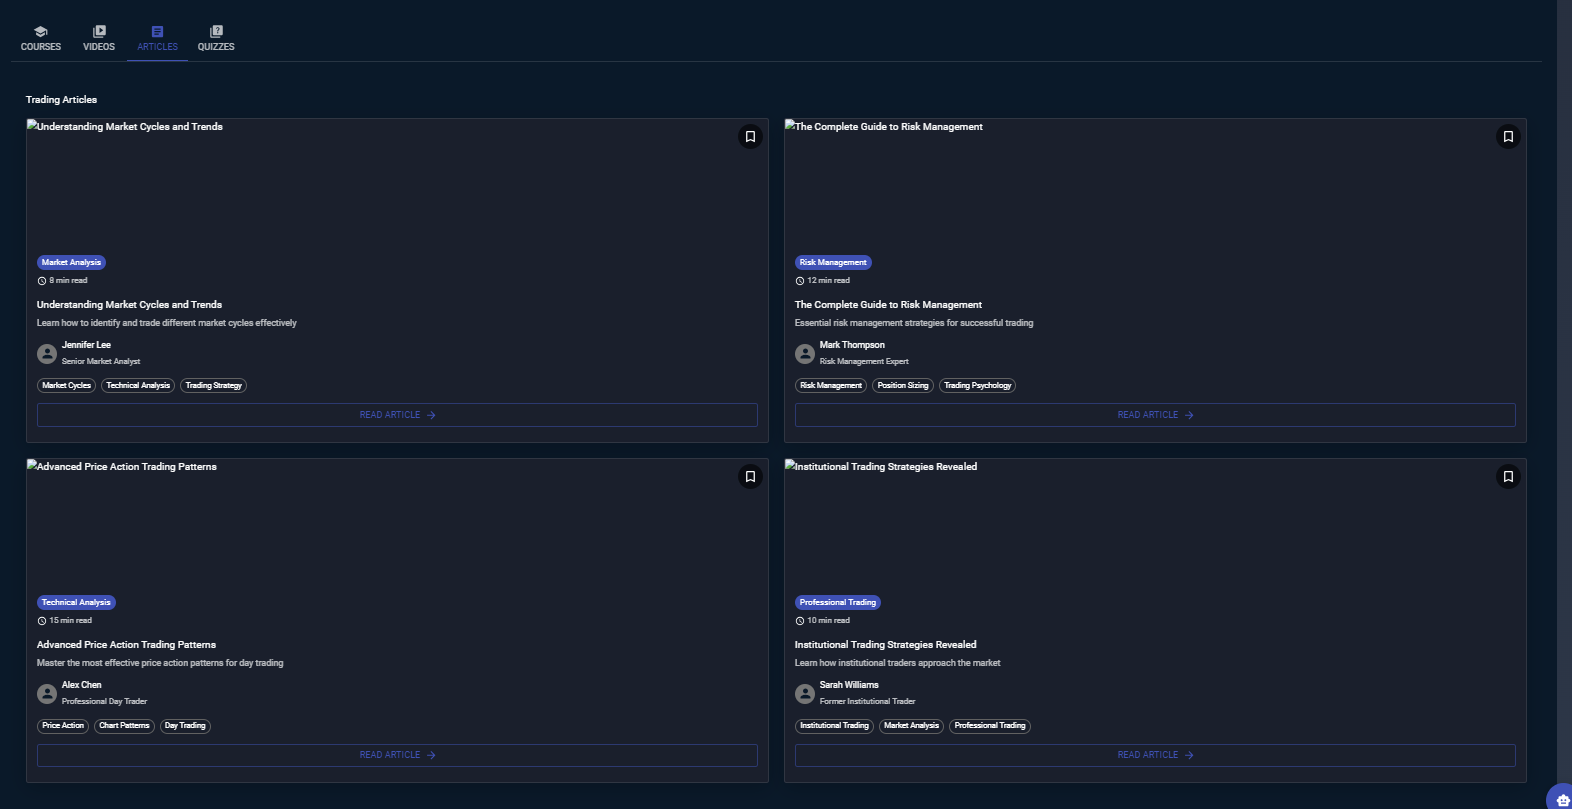 COURSES VIDEOS ARTICLES QUIZZES
Trading Articles
Understanding Market Cycles and Trends
Market Analysis
8 min read
Understanding Market Cycles and Trends
Learn how to identify and trade different market cycles effectively
Jennifer Lee
Senior Market Analyst
Market Cycles Technical Analysis Trading Strategy
READ ARTICLE
The Complete Guide to Risk Management
Risk Management
12 min read
The Complete Guide to Risk Management
Essential risk management strategies for successful trading
Mark Thompson
Risk Management Expert
Risk Management Position Sizing Trading Psychology
READ ARTICLE
Advanced Price Action Trading Patterns
Technical Analysis
15 min read
Advanced Price Action Trading Patterns
Master the most effective price action patterns for day trading
Alex Chen
Professional Day Trader
Price Action Chart Patterns Day Trading
READ ARTICLE
Institutional Trading Strategies Revealed
Professional Trading
10 min read
Institutional Trading Strategies Revealed
Learn how institutional traders approach the market
Sarah Williams
Former Institutional Trader
Institutional Trading Market Analysis Professional Trading
READ ARTICLE